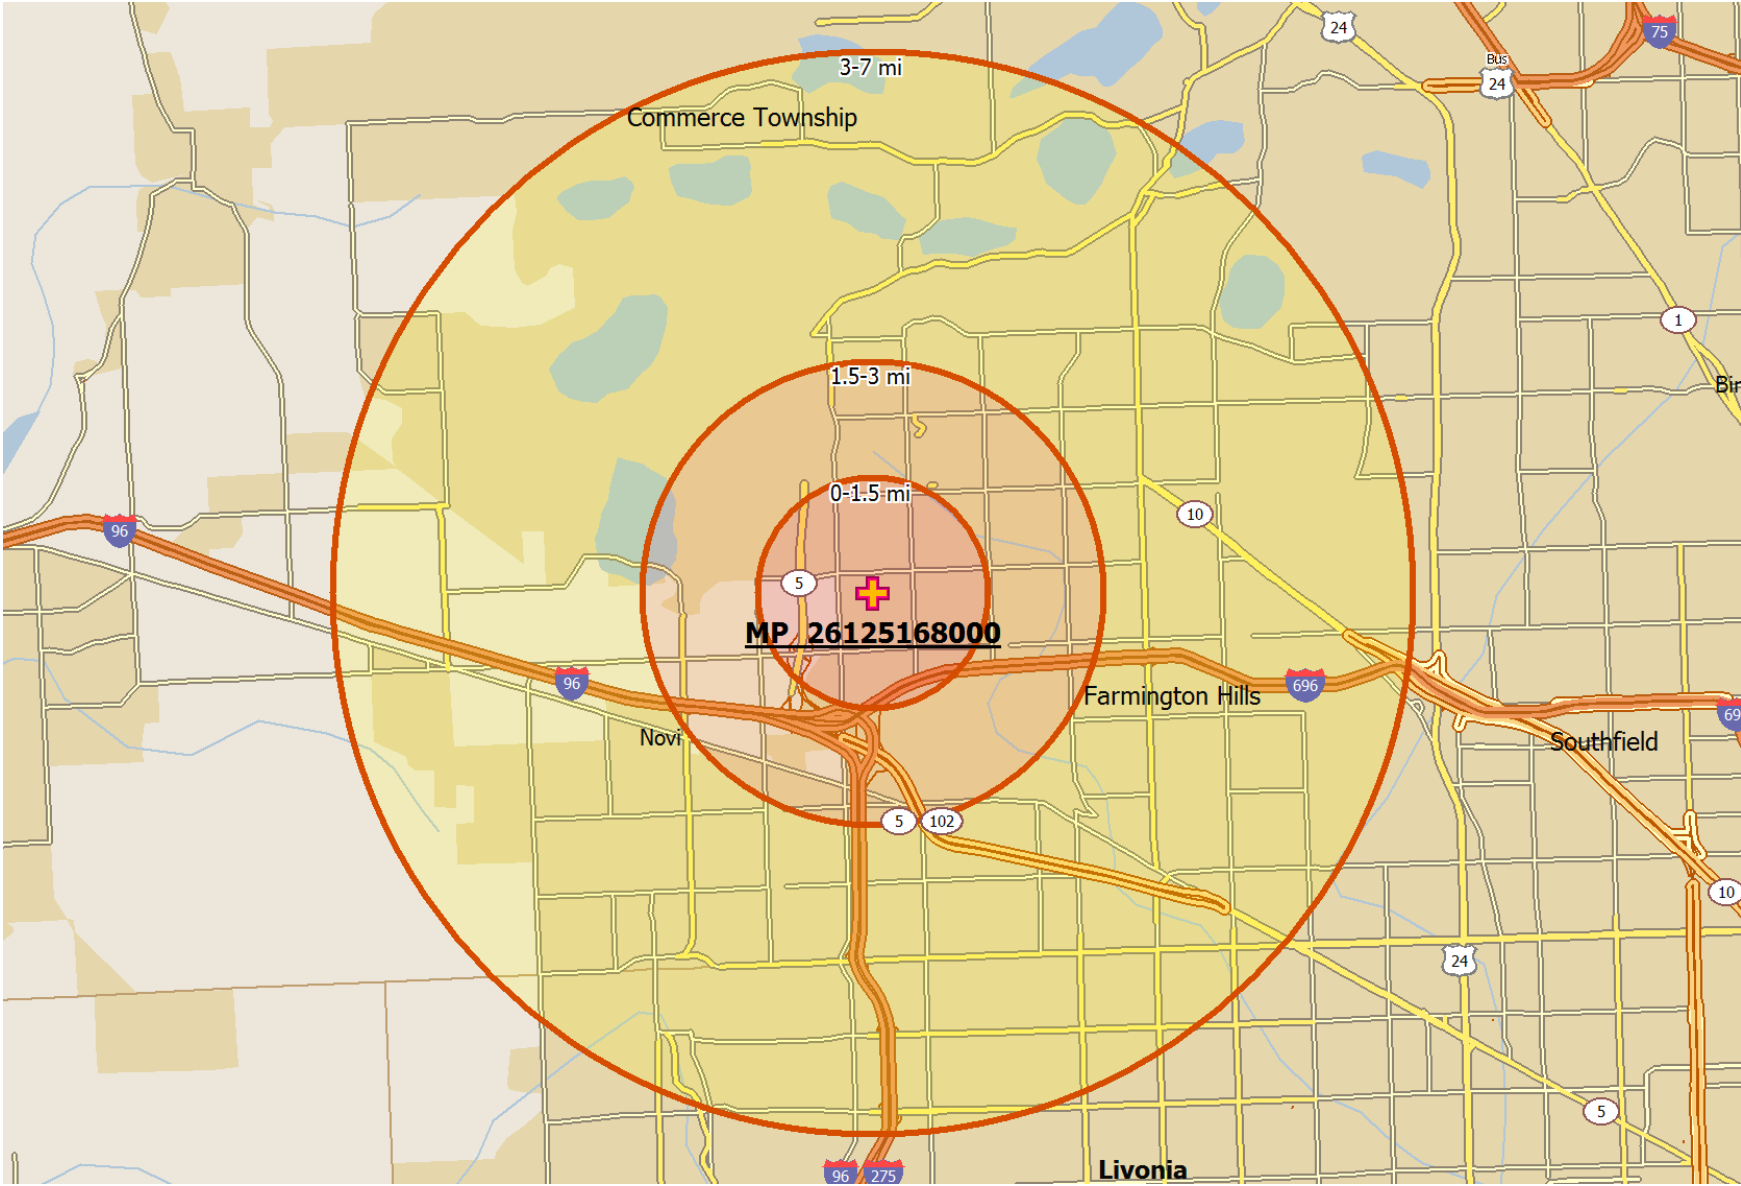 24
75
Bus
24
3-7 mi
Commerce Township
1
1.5-3 mi
Bir
0-1.5 mi
10
96
5
MP 26125168000
96
696
Farmington Hills
69
Novi
Southfield
5
102
10
24
5
96
275
Livonia